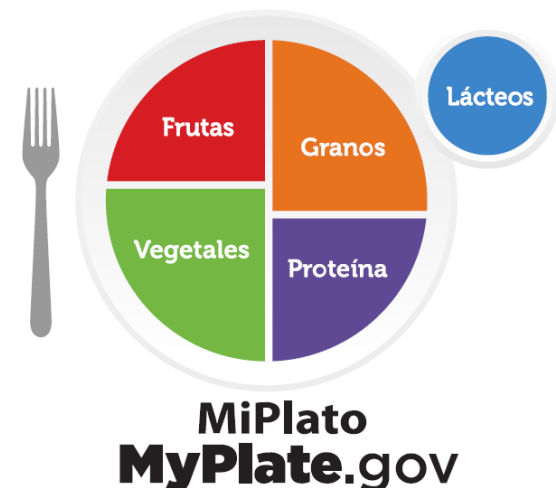 Frutas
Granos
Lácteos
Vegetales
Proteína
MiPlato
MyPlate.gov